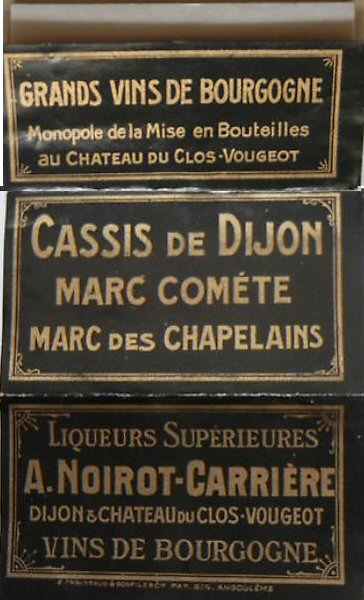 GRANDS VINS DE BOURGOGNE
Monopole de la Mise en Bouteilles
AU CHATEAU DU CLOS-VOUGEOT
CASSIS DE DIJON
MARC COMÉTE
MARC DES CHAPELAINS
LIQUEURS SUPÉRIEURES
A. NOIROT-CARRIÈRE
DIJON & CHATEAU DU CLOS-VOUGEOT
VINS DE BOURGOGNE
ANGOULÊME